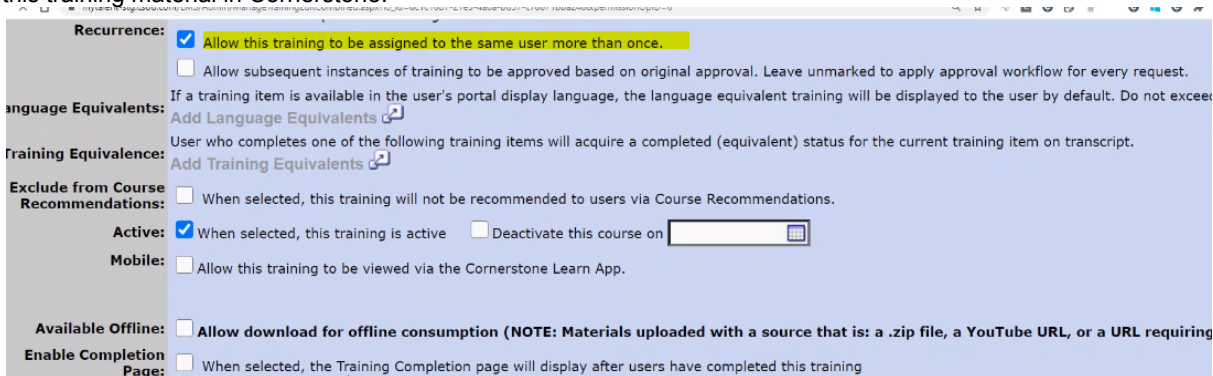 this training material in Cornerstone.
Recurrence:
Allow this training to be assigned to the same user more than once.
Allow subsequent instances of training to be approved based on original approval. Leave unmarked to apply approval workflow for every request.
If a training item is available in the user's portal display language, the language equivalent training will be displayed to the user by default. Do not exceed
anguage Equivalents:
Add Language Equivalents
User who completes one of the following training items will acquire a completed (equivalent) status for the current training item on transcript.
Training Equivalence:
Add Training Equivalents
Exclude from Course
Recommendations:
When selected, this training will not be recommended to users via Course Recommendations.
Active: When selected, this training is active Deactivate this course on
Mobile:
Allow this training to be viewed via the Cornerstone Learn App.
Available Offline: Allow download for offline consumption (NOTE: Materials uploaded with a source that is: a .zip file, a YouTube URL, or a URL requiring
Enable Completion
Page: When selected, the Training Completion page will display after users have completed this training